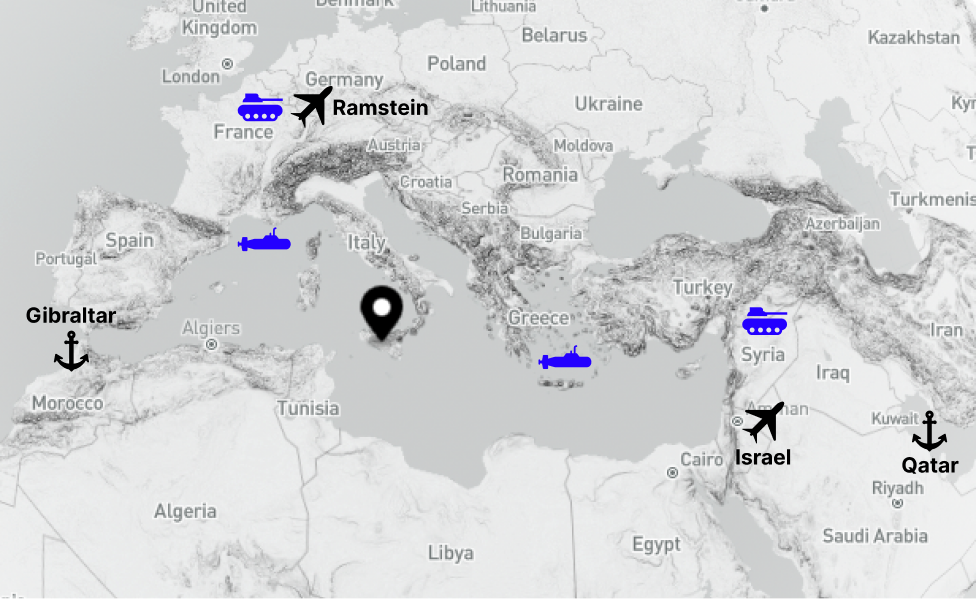 United
Kingdom
Denmark
Lithuania
Belarus
Kazakhstan
London
Germany
Poland
Ukraine
Ramstein
France
Austria
Moldova
Croatia
Romania
Serbia
Turkmenis
Azerbaijan
Spain
Italy
Bulgaria
Portugal
Turkey
Gibraltar
Algiers
Greece
Iran
Syria
Iraq
Morocco
Tunisia
Kuwait
Cairo
Israel
Qatar
Riyadh
Algeria
Libya
Egypt
Saudi Arabia